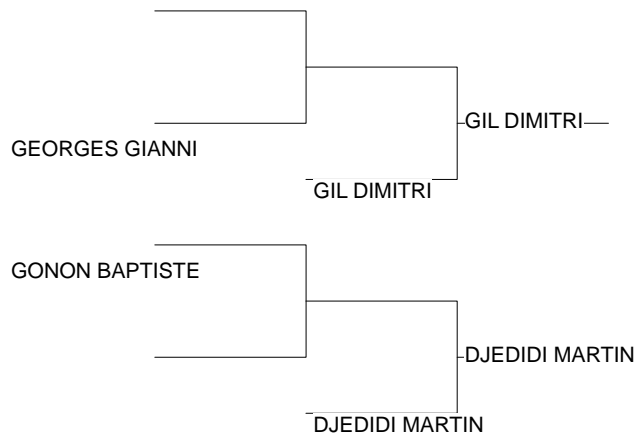 GIL DIMITRI
GEORGES GIANNI
GIL DIMITRI
GONON BAPTISTE
DJEDIDI MARTIN
DJEDIDI MARTIN